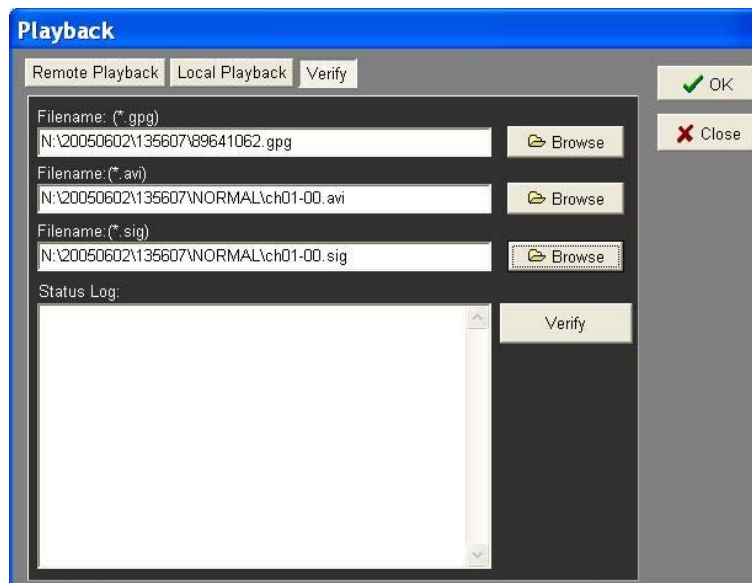 Playback
Remote Playback Local Playback Verify
OK
Close
Filename: (*.gpg)
N:\20050602\135607\89641062.gpg
Browse
Filename:(*.avi)
N:\20050602\135607\NORMAL\ch01-00.avi
Browse
Filename:(*.sig)
N:\20050602\135607\NORMAL\ch01-00.sig
Browse
Status Log:
Verify